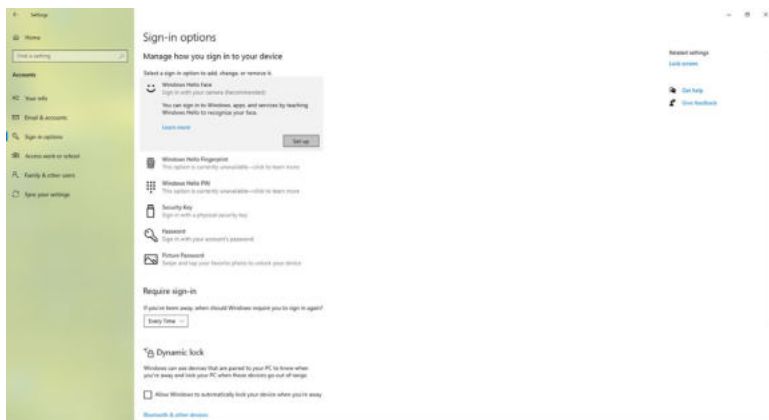 Settings
Home
Find a setting
Accounts
Your info
Email & accounts
Sign-in options
Access work or school
Family & other users
Sync your settings
Sign-in options
Manage how you sign in to your device
Select a sign-in option to add, change, or remove it.
Windows Hello Face
Sign in with your camera (Recommended)
You can sign in to Windows, apps, and services by teaching
Windows Hello to recognize your face.
Learn more
Set up
Windows Hello Fingerprint
This option is currently unavailable—click to learn more
Windows Hello PIN
This option is currently unavailable—click to learn more
Security Key
Sign in with a physical security key
Password
Sign in with your account's password
Picture Password
Swipe and tap your favorite photo to unlock your device
Require sign-in
If you've been away, when should Windows require you to sign in again?
Every Time
Dynamic lock
Windows can use devices that are paired to your PC to know when
you're away and lock your PC when those devices go out of range.
Allow Windows to automatically lock your device when you're away
Bluetooth & other devices
Related settings
Lock screen
Get help
Give feedback